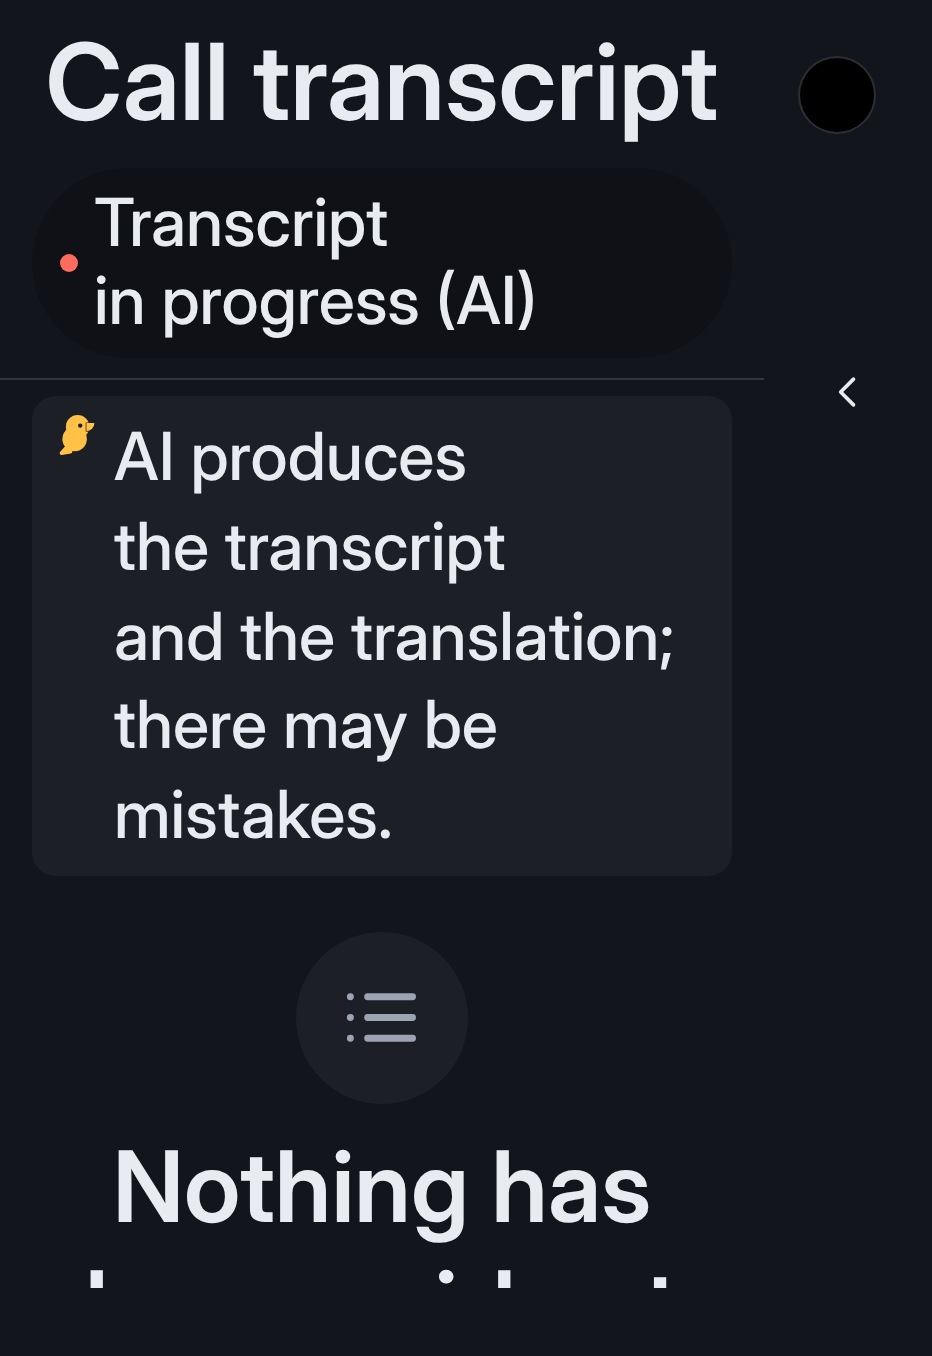 Call transcript
Transcript
in progress (AI)
AI produces
the transcript
and the translation;
there may be
mistakes.
Nothing has